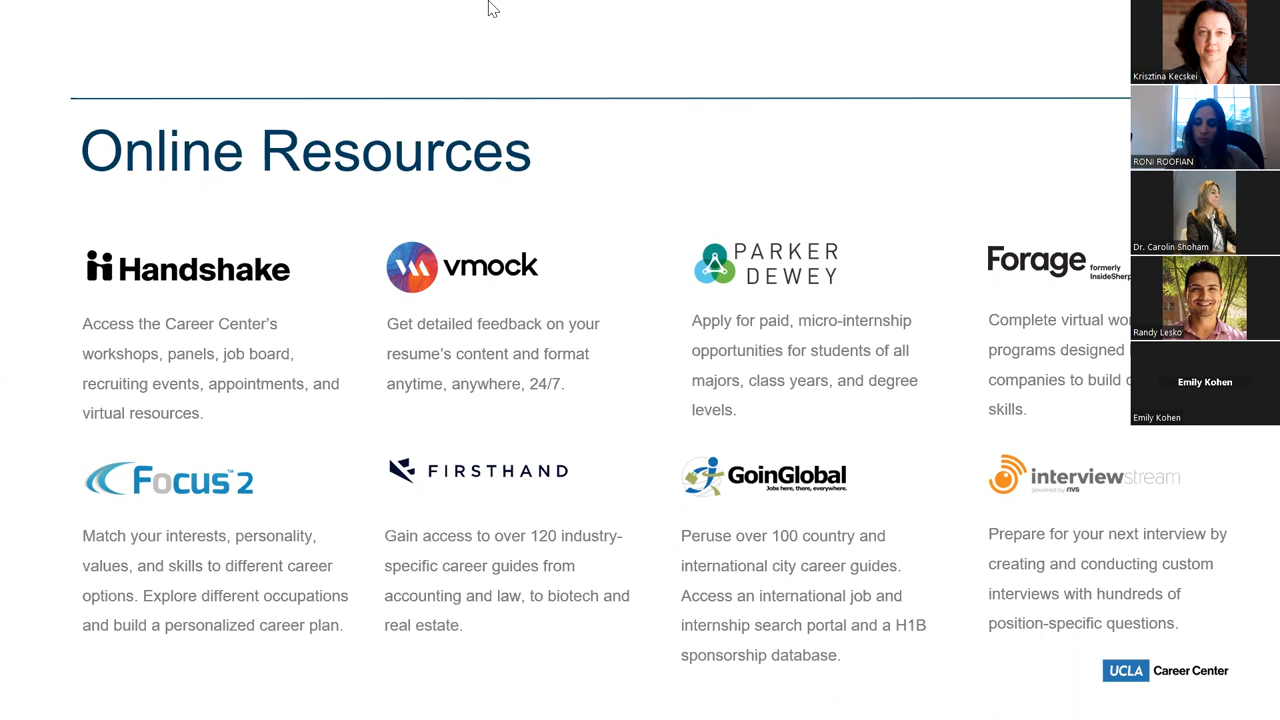 Online Resources
Handshake
Access the Career Center's
workshops, panels, job board,
recruiting events, appointments, and
virtual resources.
vmock
Get detailed feedback on your
resume's content and format
anytime, anywhere, 24/7.
PARKER
DEWEY
Apply for paid, micro-internship
opportunities for students of all
majors, class years, and degree
levels.
Forage formerly
Complete virtual
programs designed
companies to build
skills.
Focus™ 2
Match your interests, personality,
values, and skills to different career
options. Explore different occupations
and build a personalized career plan.
FIRSTHAND
Gain access to over 120 industry-
specific career guides from
accounting and law, to biotech and
real estate.
GoinGlobal
Jobs here, there, everywhere.
Peruse over 100 country and
international city career guides.
Access an international job and
internship search portal and a H1B
sponsorship database.
interviewstream
powered by nvs
Prepare for your next interview by
creating and conducting custom
interviews with hundreds of
position-specific questions.
UCLA Career Center
Krisztina Kecskei
RONI ROOFIAN
Dr. Carolin Shoham
Randy Lesko
Emily Kohen
Emily Kohen